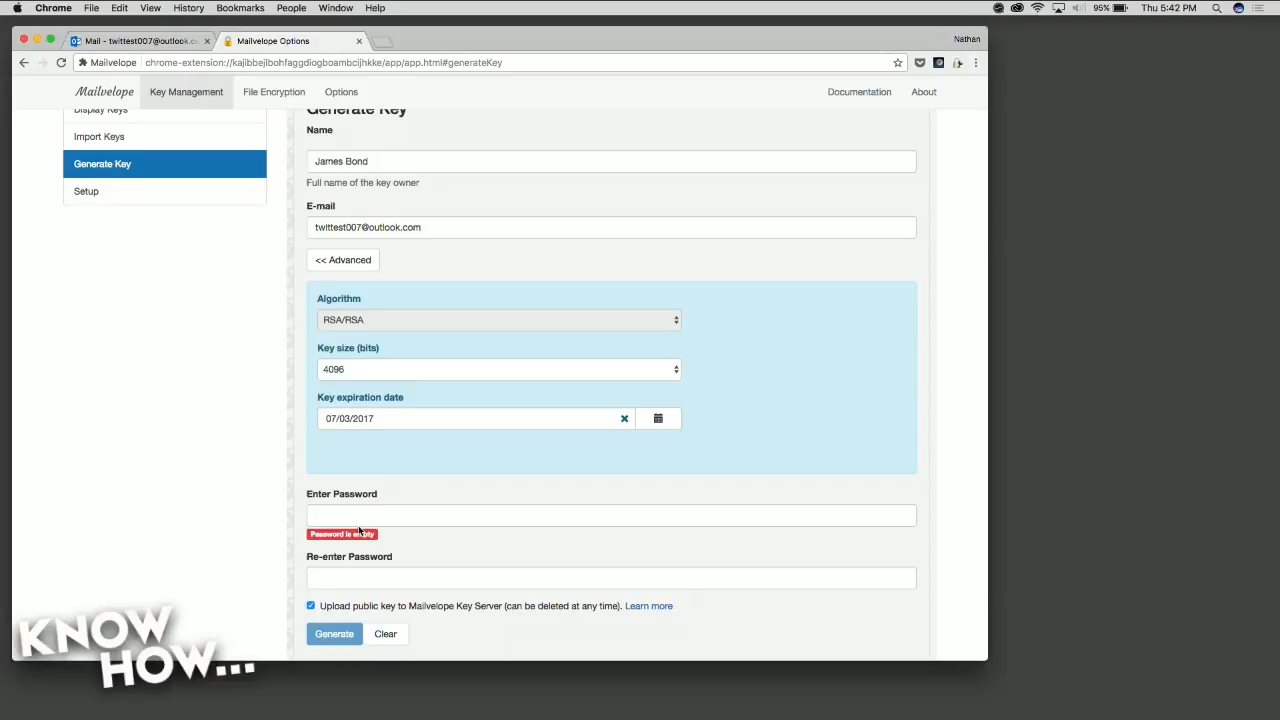 Chrome File Edit View History Bookmarks People Window Help 95% Thu 5:42 PM
Mail - twittest007@outlook.co Mailvelope Options Nathan
Mailvelope chrome-extension://kajibbejlbohfaggdiogboambcijhkke/app/app.html#generateKey
Mailvelope Key Management File Encryption Options Documentation About
Display Keys
Import Keys
Generate Key
Setup
Generate Key
Name
James Bond
Full name of the key owner
E-mail
twittest007@outlook.com
<< Advanced
Algorithm
RSA/RSA
Key size (bits)
4096
Key expiration date
07/03/2017
Enter Password
Password is empty
Re-enter Password
Upload public key to Mailvelope Key Server (can be deleted at any time). Learn more
Generate Clear
KNOW
HOW...